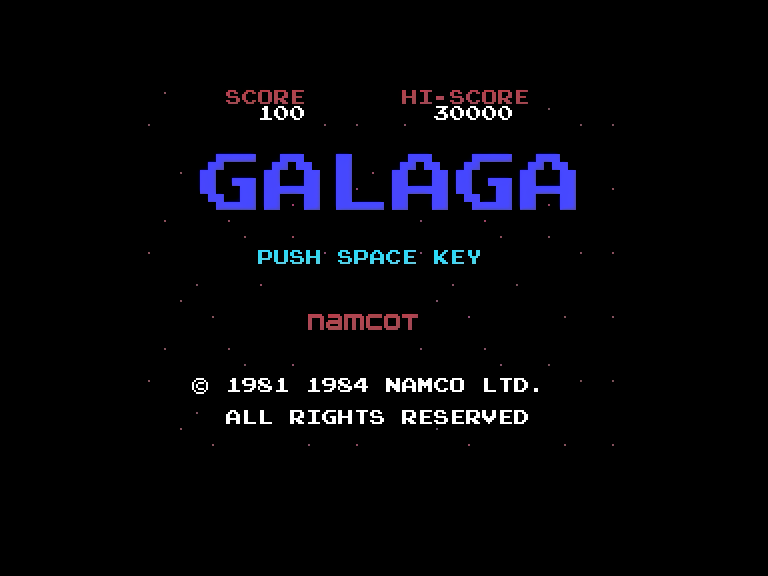 SCORE HI-SCORE
100 30000
GALAGA
PUSH SPACE KEY
namcot
© 1981 1984 NAMCO LTD.
ALL RIGHTS RESERVED